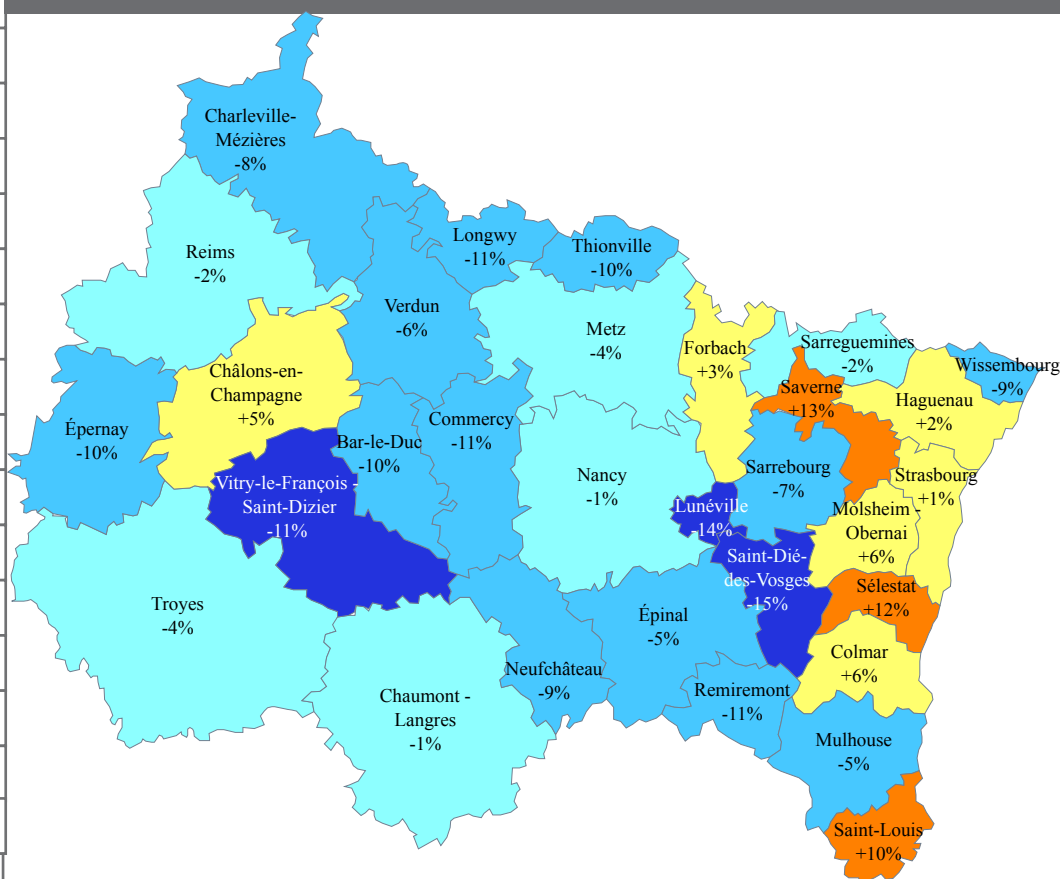 Charleville-
Mézières
-8%
Reims
-2%
Longwy
-11%
Thionville
-10%
Verdun
-6%
Metz
-4%
Forbach
+3%
Sarreguemines
-2%
Wissembourg
-9%
Saverne
+13%
Haguenau
+2%
Châlons-en-
Champagne
+5%
Épernay
-10%
Bar-le-Duc
-10%
Commercy
-11%
Nancy
-1%
Sarrebourg
-7%
Strasbourg
+1%
Vitry-le-François -
Saint-Dizier
-11%
Lunéville
-14%
Molsheim -
Obernai
+6%
Saint-Dié-
des-Vosges
-15%
Sélestat
+12%
Troyes
-4%
Épinal
-5%
Colmar
+6%
Neufchâteau
-9%
Remiremont
-11%
Chaumont -
Langres
-1%
Mulhouse
-5%
Saint-Louis
+10%